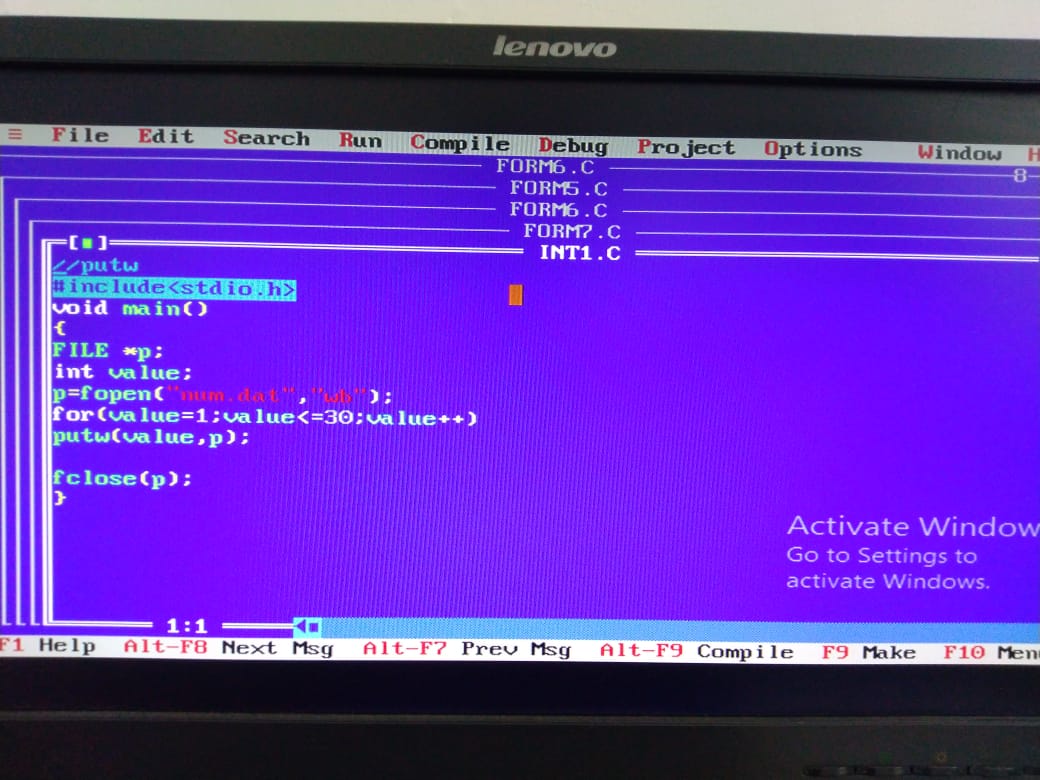 lenovo
≡ File Edit Search Run Compile Debug Project Options Window H
FORM6.C 8
FORM5.C
FORM6.C
FORM7.C
[■] INT1.C
//putw
#include<stdio.h>
void main()
{
FILE *p;
int value;
p=fopen("num.dat","wb");
for(value=1;value<=30;value++)
putw(value,p);
fclose(p);
}
Activate Window
Go to Settings to
activate Windows.
1:1
F1 Help Alt-F8 Next Msg Alt-F7 Prev Msg Alt-F9 Compile F9 Make F10 Men